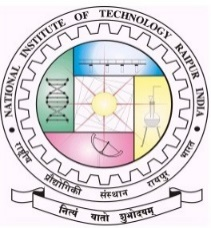 NATIONAL INSTITUTE OF TECHNOLOGY RAIPUR INDIA
राष्ट्रीय प्रौद्योगिकी संस्थान रायपुर भारत
नित्यं यातो शुभोदयम्